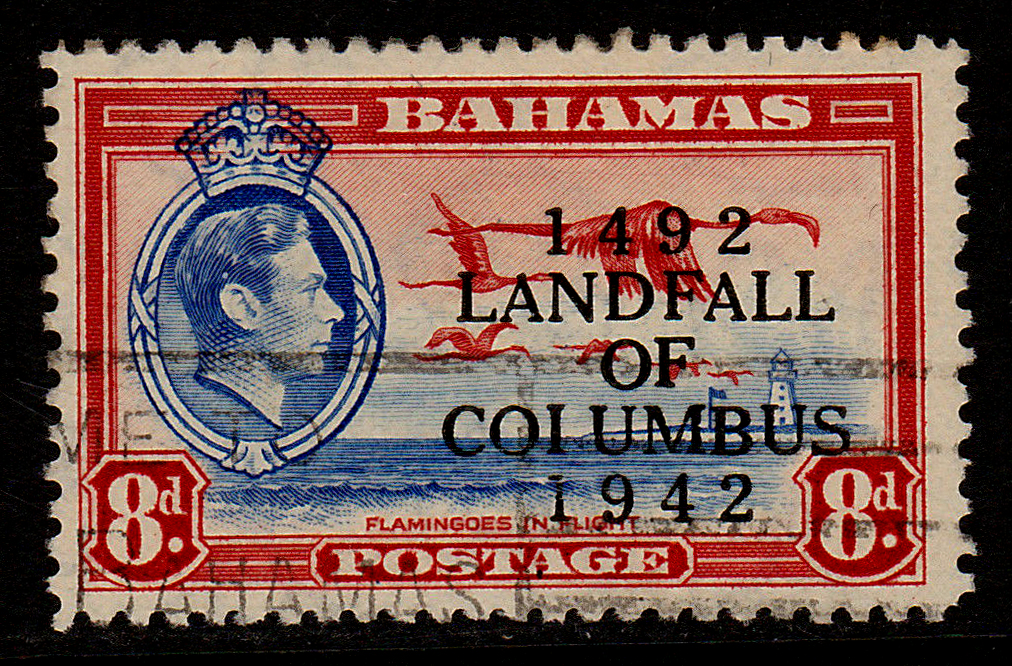 BAHAMAS
1492
LANDFALL
OF
COLUMBUS
1942
8d.
8d.
FLAMINGOES IN FLIGHT
POSTAGE
BAHAMAS